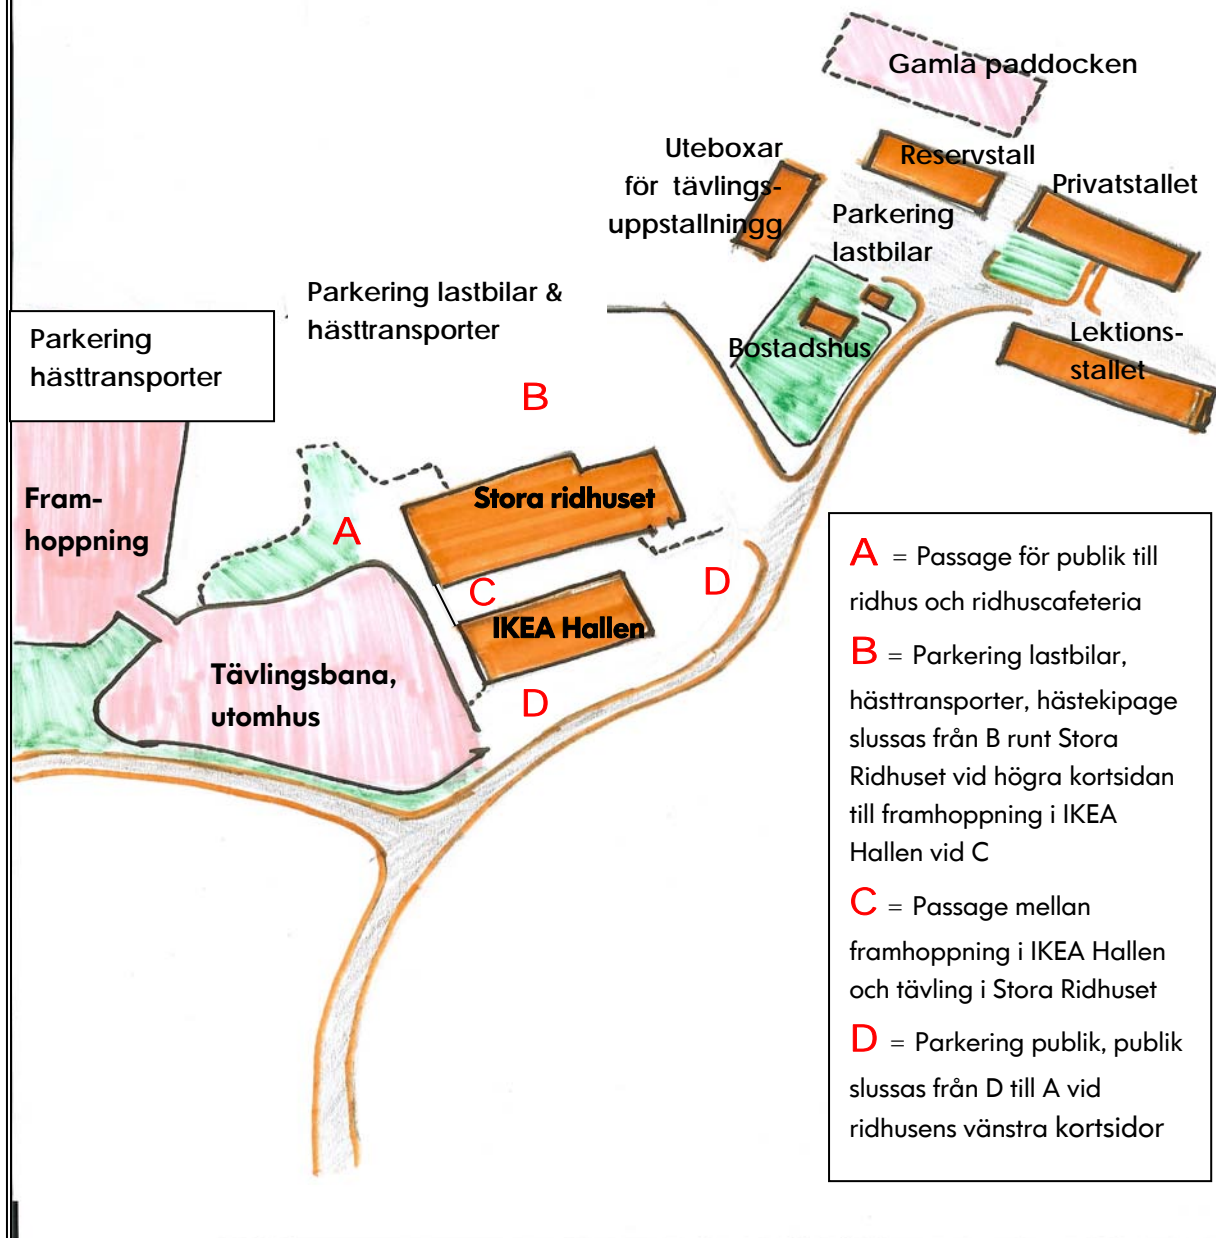 Gamla paddocken
Reservstall
Privatstallet
Uteboxar
för tävlings-
uppstallningg
Parkering
lastbilar
Parkering lastbilar &
hästtransporter
Parkering
hästtransporter
Bostadshus
Lektions-
stallet
B
Fram-
hoppning
Stora ridhuset
A
C
D
IKEA Hallen
Tävlingsbana,
utomhus
D
A = Passage för publik till
ridhus och ridhuscafeteria
B = Parkering lastbilar,
hästtransporter, hästekipage
slussas från B runt Stora
Ridhuset vid högra kortsidan
till framhoppning i IKEA
Hallen vid C
C = Passage mellan
framhoppning i IKEA Hallen
och tävling i Stora Ridhuset
D = Parkering publik, publik
slussas från D till A vid
ridhusens vänstra kortsidor